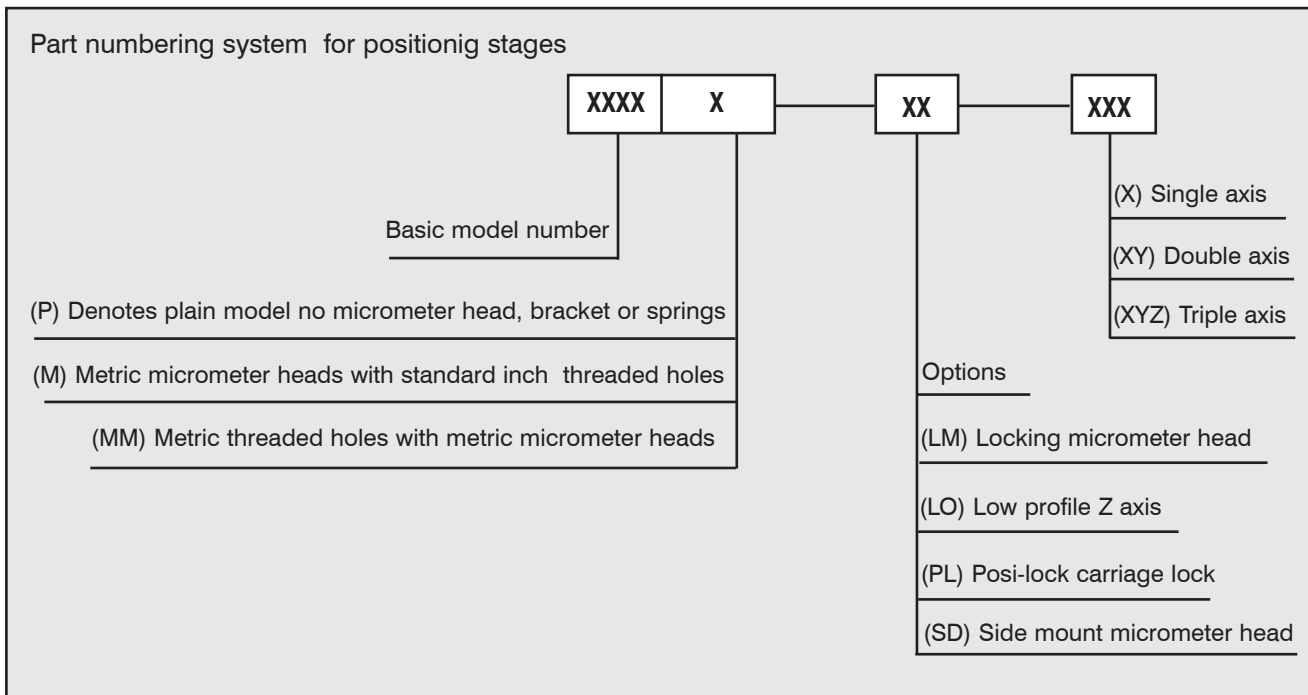 Part numbering system for positionig stages
XXXX X XX XXX
(X) Single axis
Basic model number
(XY) Double axis
(P) Denotes plain model no micrometer head, bracket or springs
(XYZ) Triple axis
(M) Metric micrometer heads with standard inch threaded holes
Options
(MM) Metric threaded holes with metric micrometer heads
(LM) Locking micrometer head
(LO) Low profile Z axis
(PL) Posi-lock carriage lock
(SD) Side mount micrometer head